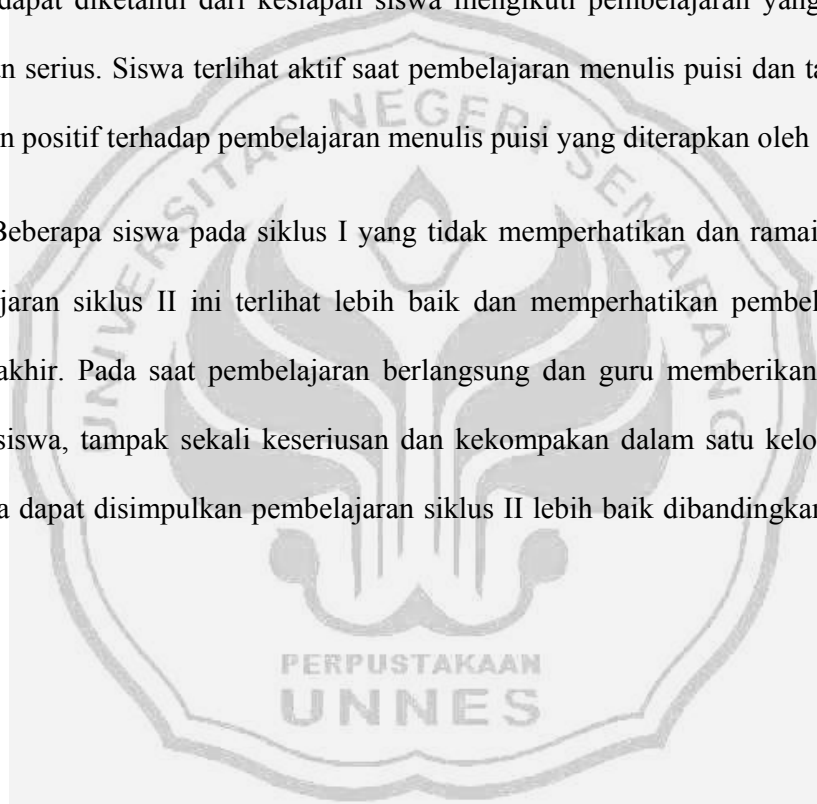 dapat diketahui dari kesiapan siswa mengikuti pembelajaran yang
n serius. Siswa terlihat aktif saat pembelajaran menulis puisi dan ta
n positif terhadap pembelajaran menulis puisi yang diterapkan oleh
Beberapa siswa pada siklus I yang tidak memperhatikan dan ramai
jaran siklus II ini terlihat lebih baik dan memperhatikan pembel
akhir. Pada saat pembelajaran berlangsung dan guru memberikan
siswa, tampak sekali keseriusan dan kekompakan dalam satu kelo
a dapat disimpulkan pembelajaran siklus II lebih baik dibandingkan
UNIVERSITAS NEGERI SEMARANG
PERPUSTAKAAN
UNNES